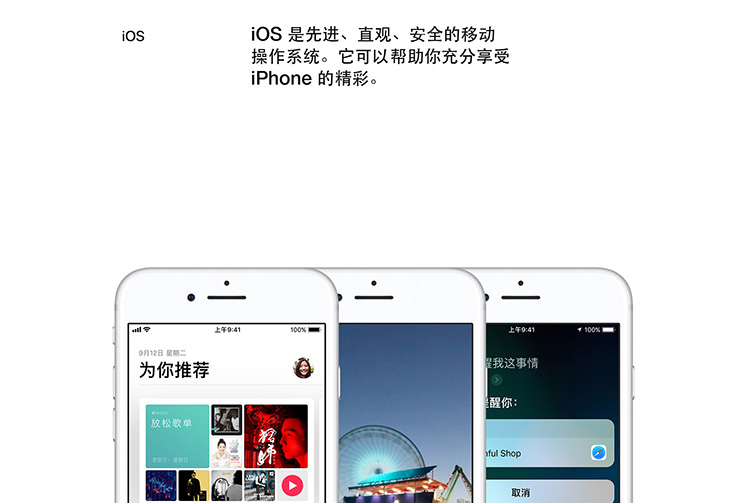 iOS
iOS 是先进、直观、安全的移动
操作系统。它可以帮助你充分享受
iPhone 的精彩。
上午9:41
100%
9月12日 星期二
为你推荐
放松歌单
上午9:41
100%
醒我这事情
提醒你：
nful Shop
取消